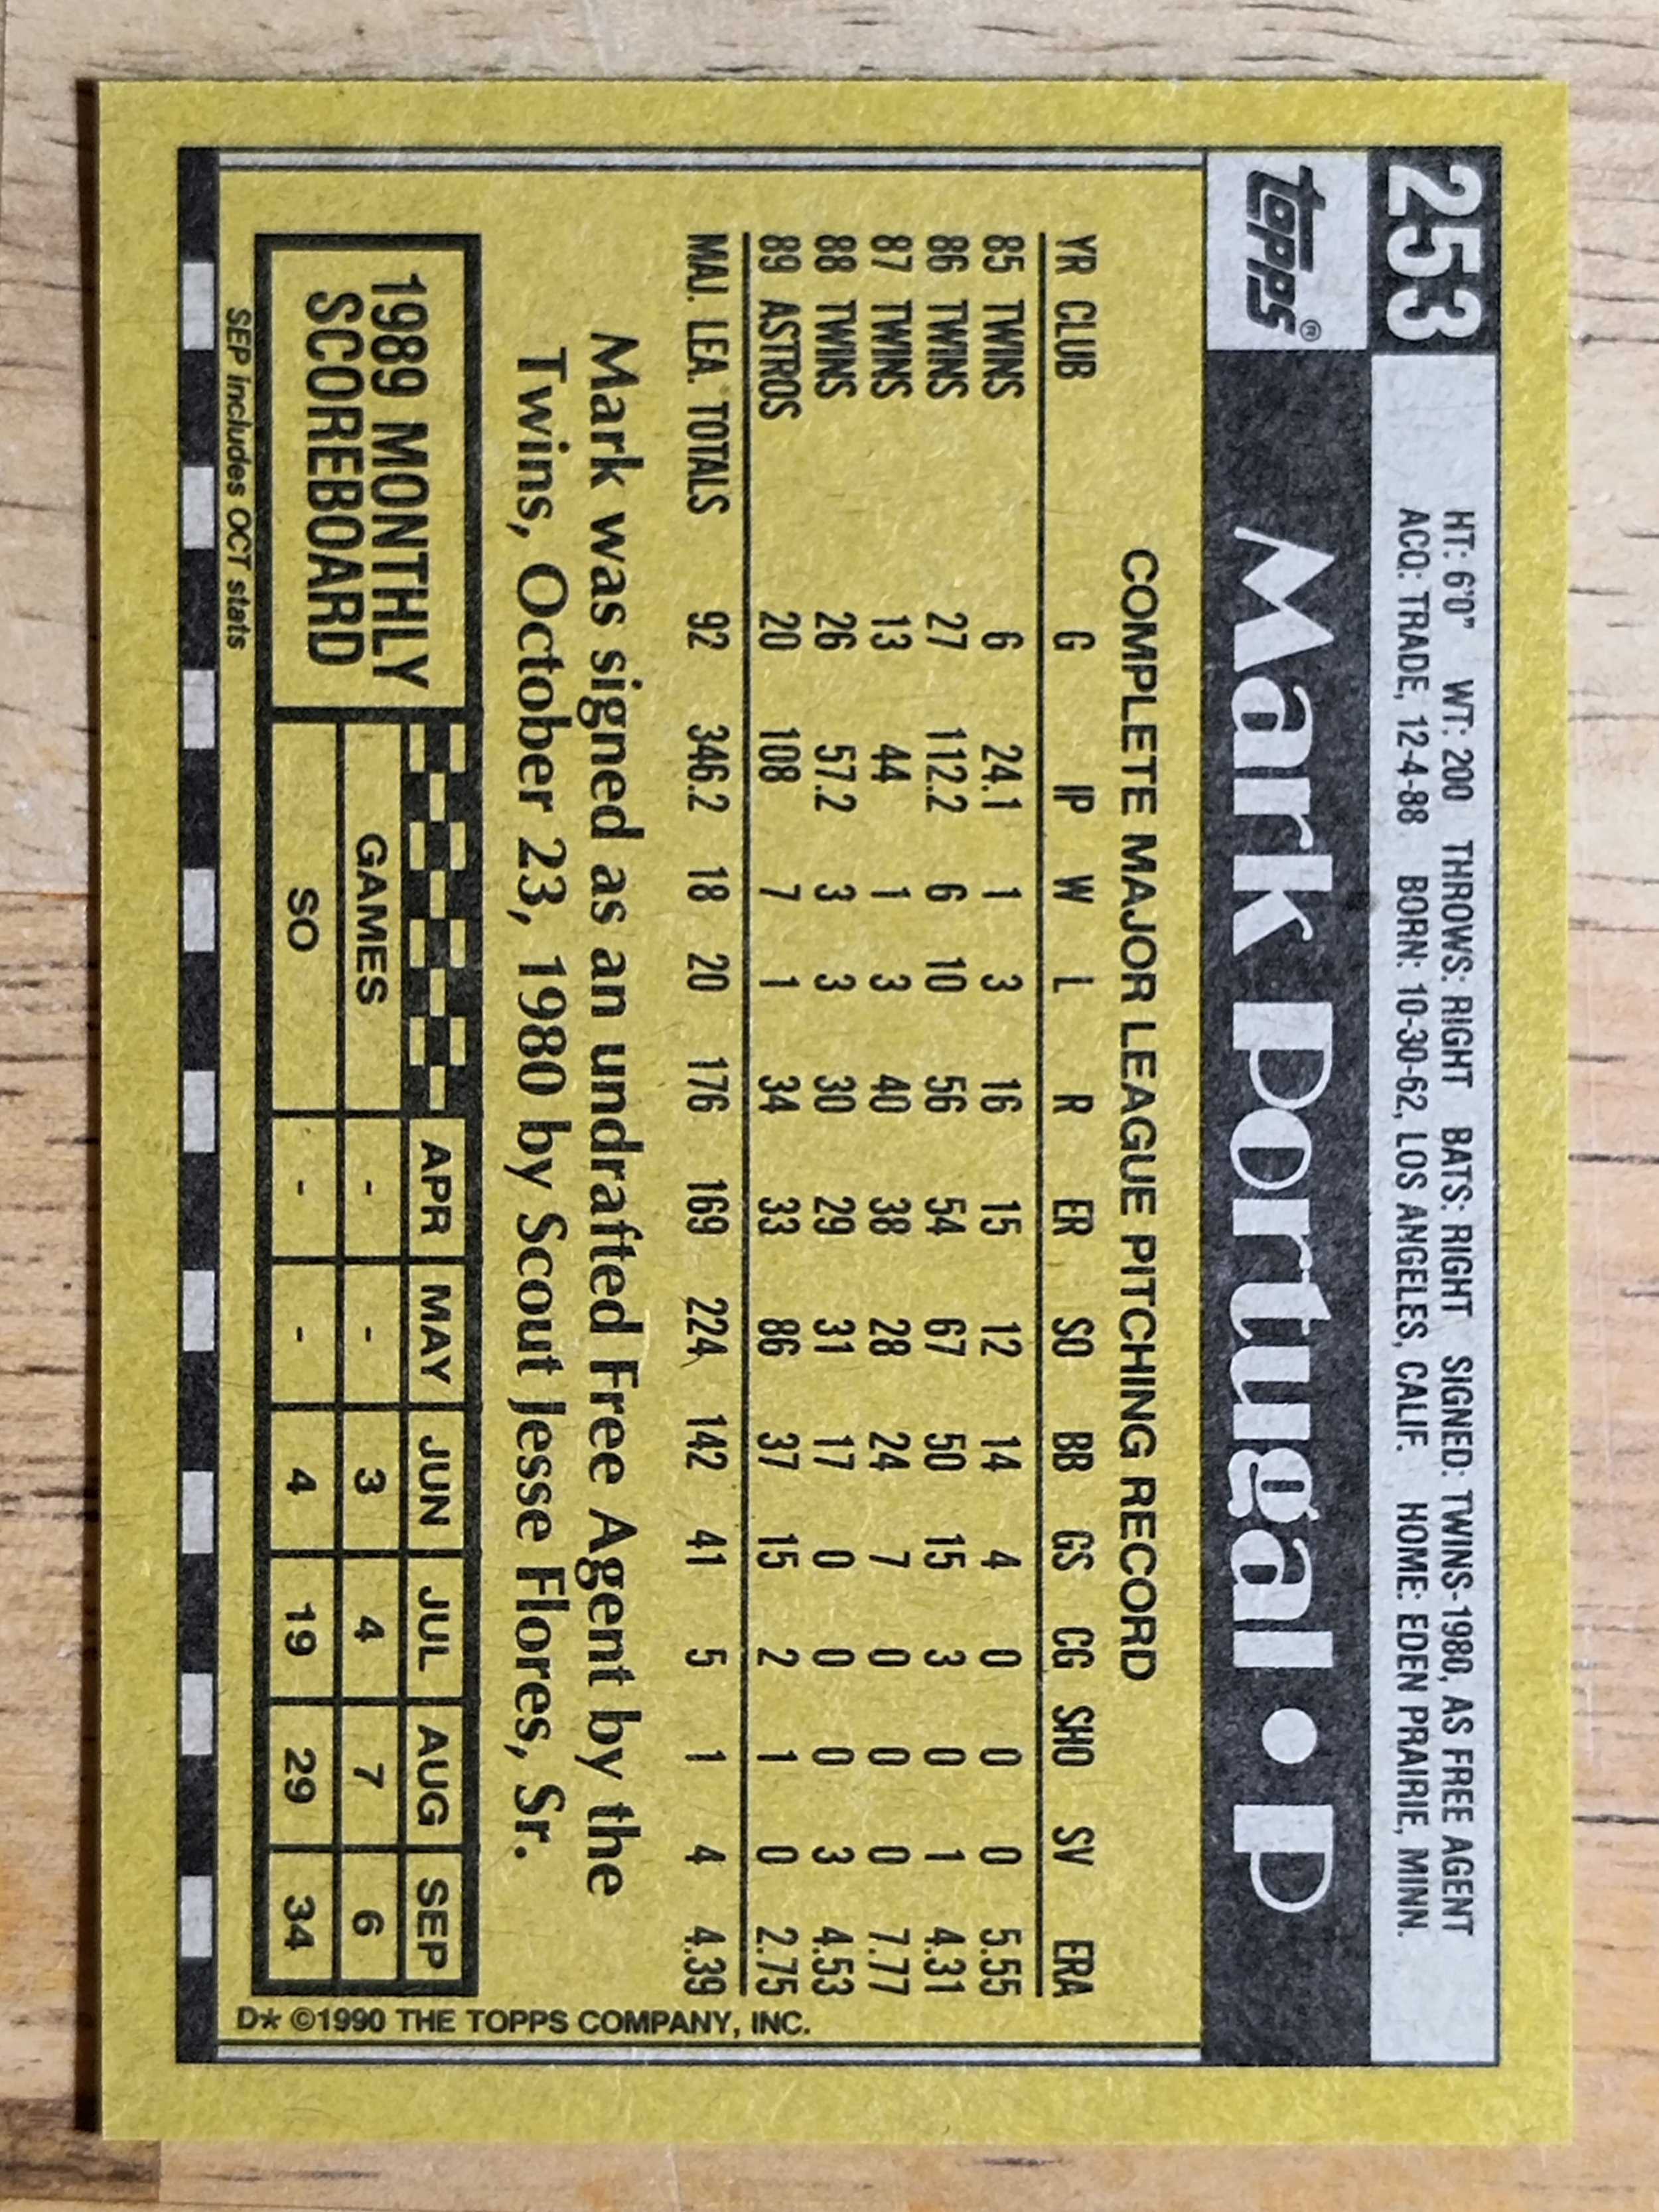 253 HT: 6'0" WT: 200 THROWS: RIGHT BATS: RIGHT SIGNED: TWINS-1980, AS FREE AGENT
ACQ: TRADE, 12-4-88 BORN: 10-30-62, LOS ANGELES, CALIF. HOME: EDEN PRAIRIE, MINN.
topps® Mark Portugal • P
COMPLETE MAJOR LEAGUE PITCHING RECORD
YR CLUB G IP W L R ER SO BB GS CG SHO SV ERA
85 TWINS 6 24.1 1 3 16 15 12 14 4 0 0 0 5.55
86 TWINS 27 112.2 6 10 56 54 67 50 15 3 0 1 4.31
87 TWINS 13 44 1 3 40 38 28 24 7 0 0 0 7.77
88 TWINS 26 57.2 3 3 30 29 31 17 0 0 0 3 4.53
89 ASTROS 20 108 7 1 34 33 86 37 15 2 1 0 2.75
MAJ. LEA. TOTALS 92 346.2 18 20 176 169 224 142 41 5 1 4 4.39
Mark was signed as an undrafted Free Agent by the
Twins, October 23, 1980 by Scout Jesse Flores, Sr.
1989 MONTHLY
SCOREBOARD
APR MAY JUN JUL AUG SEP
GAMES - - 3 4 7 6
SO - - 4 19 29 34
SEP includes OCT stats
D* ©1990 THE TOPPS COMPANY, INC.